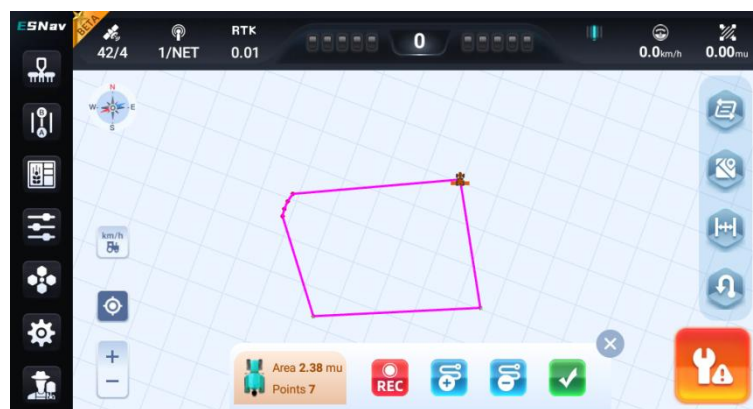 ESNav
BETA
42/4
1/NET
RTK
0.01
0
0.0km/h
0.00mu
N
W
E
S
B
A
km/h
Area 2.38 mu
Points 7
REC